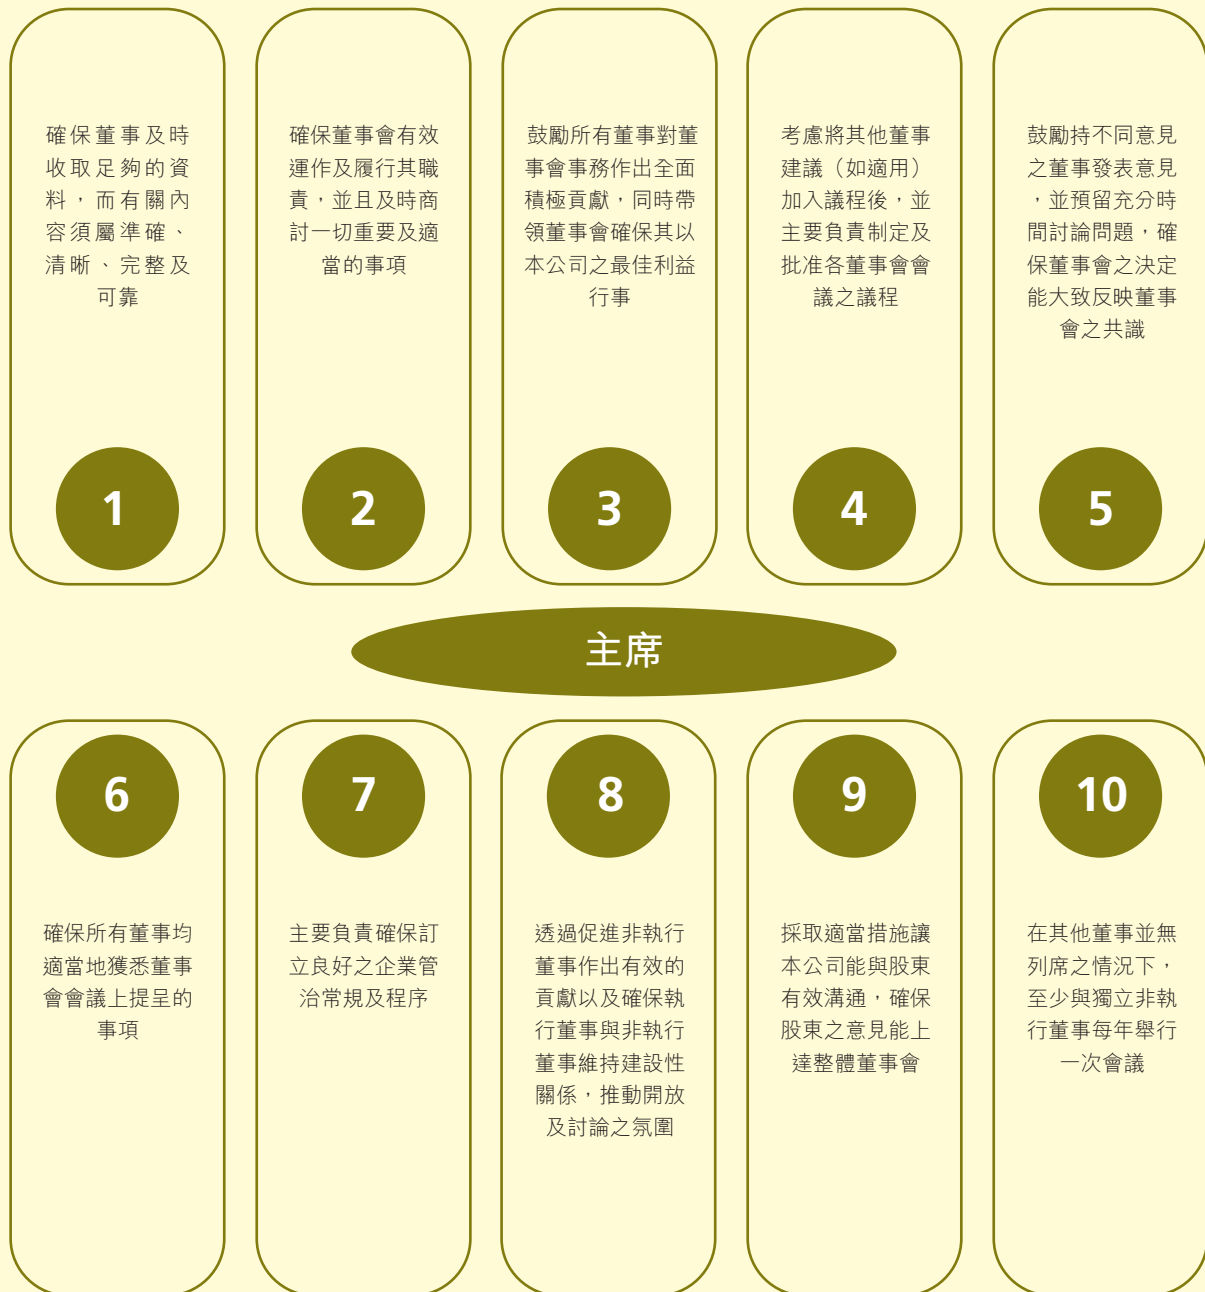 確保董事及時
收取足夠的資
料，而有關內
容須屬準確、
清晰、完整及
可靠
1
確保董事會有效
運作及履行其職
責，並且及時商
討一切重要及適
當的事項
2
鼓勵所有董事對董
事會事務作出全面
積極貢獻，同時帶
領董事會確保其以
本公司之最佳利益
行事
3
考慮將其他董事
建議（如適用）
加入議程後，並
主要負責制定及
批准各董事會會
議之議程
4
鼓勵持不同意見
之董事發表意見
，並預留充分時
間討論問題，確
保董事會之決定
能大致反映董事
會之共識
5
主席
6
確保所有董事均
適當地獲悉董事
會會議上提呈的
事項
7
主要負責確保訂
立良好之企業管
治常規及程序
8
透過促進非執行
董事作出有效的
貢獻以及確保執
行董事與非執行
董事維持建設性
關係，推動開放
及討論之氛圍
9
採取適當措施讓
本公司能與股東
有效溝通，確保
股東之意見能上
達整體董事會
10
在其他董事並無
列席之情況下，
至少與獨立非執
行董事每年舉行
一次會議